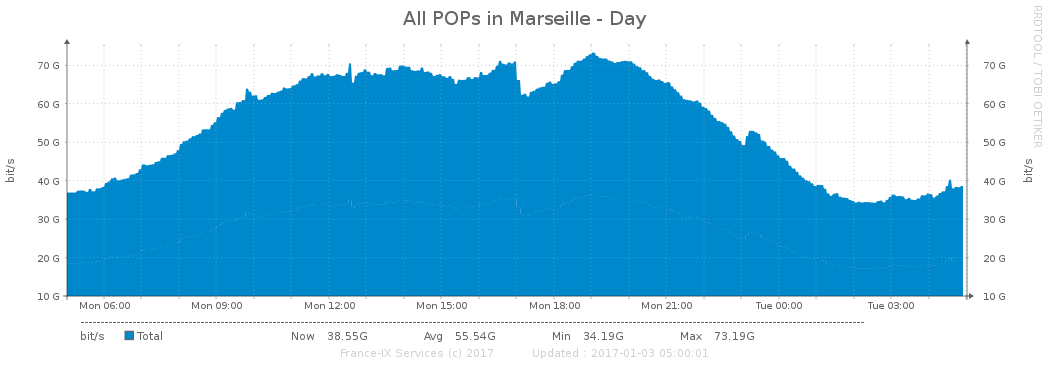 All POPs in Marseille - Day
RRDTOOL / TOBI OETIKER
bit/s
70 G
60 G
50 G
40 G
30 G
20 G
10 G
70 G
60 G
50 G
40 G
30 G
20 G
10 G
bit/s
Mon 06:00 Mon 09:00 Mon 12:00 Mon 15:00 Mon 18:00 Mon 21:00 Tue 00:00 Tue 03:00
bit/s Total Now 38.55G Avg 55.54G Min 34.19G Max 73.19G
France-IX Services (c) 2017 Updated : 2017-01-03 05:00:01